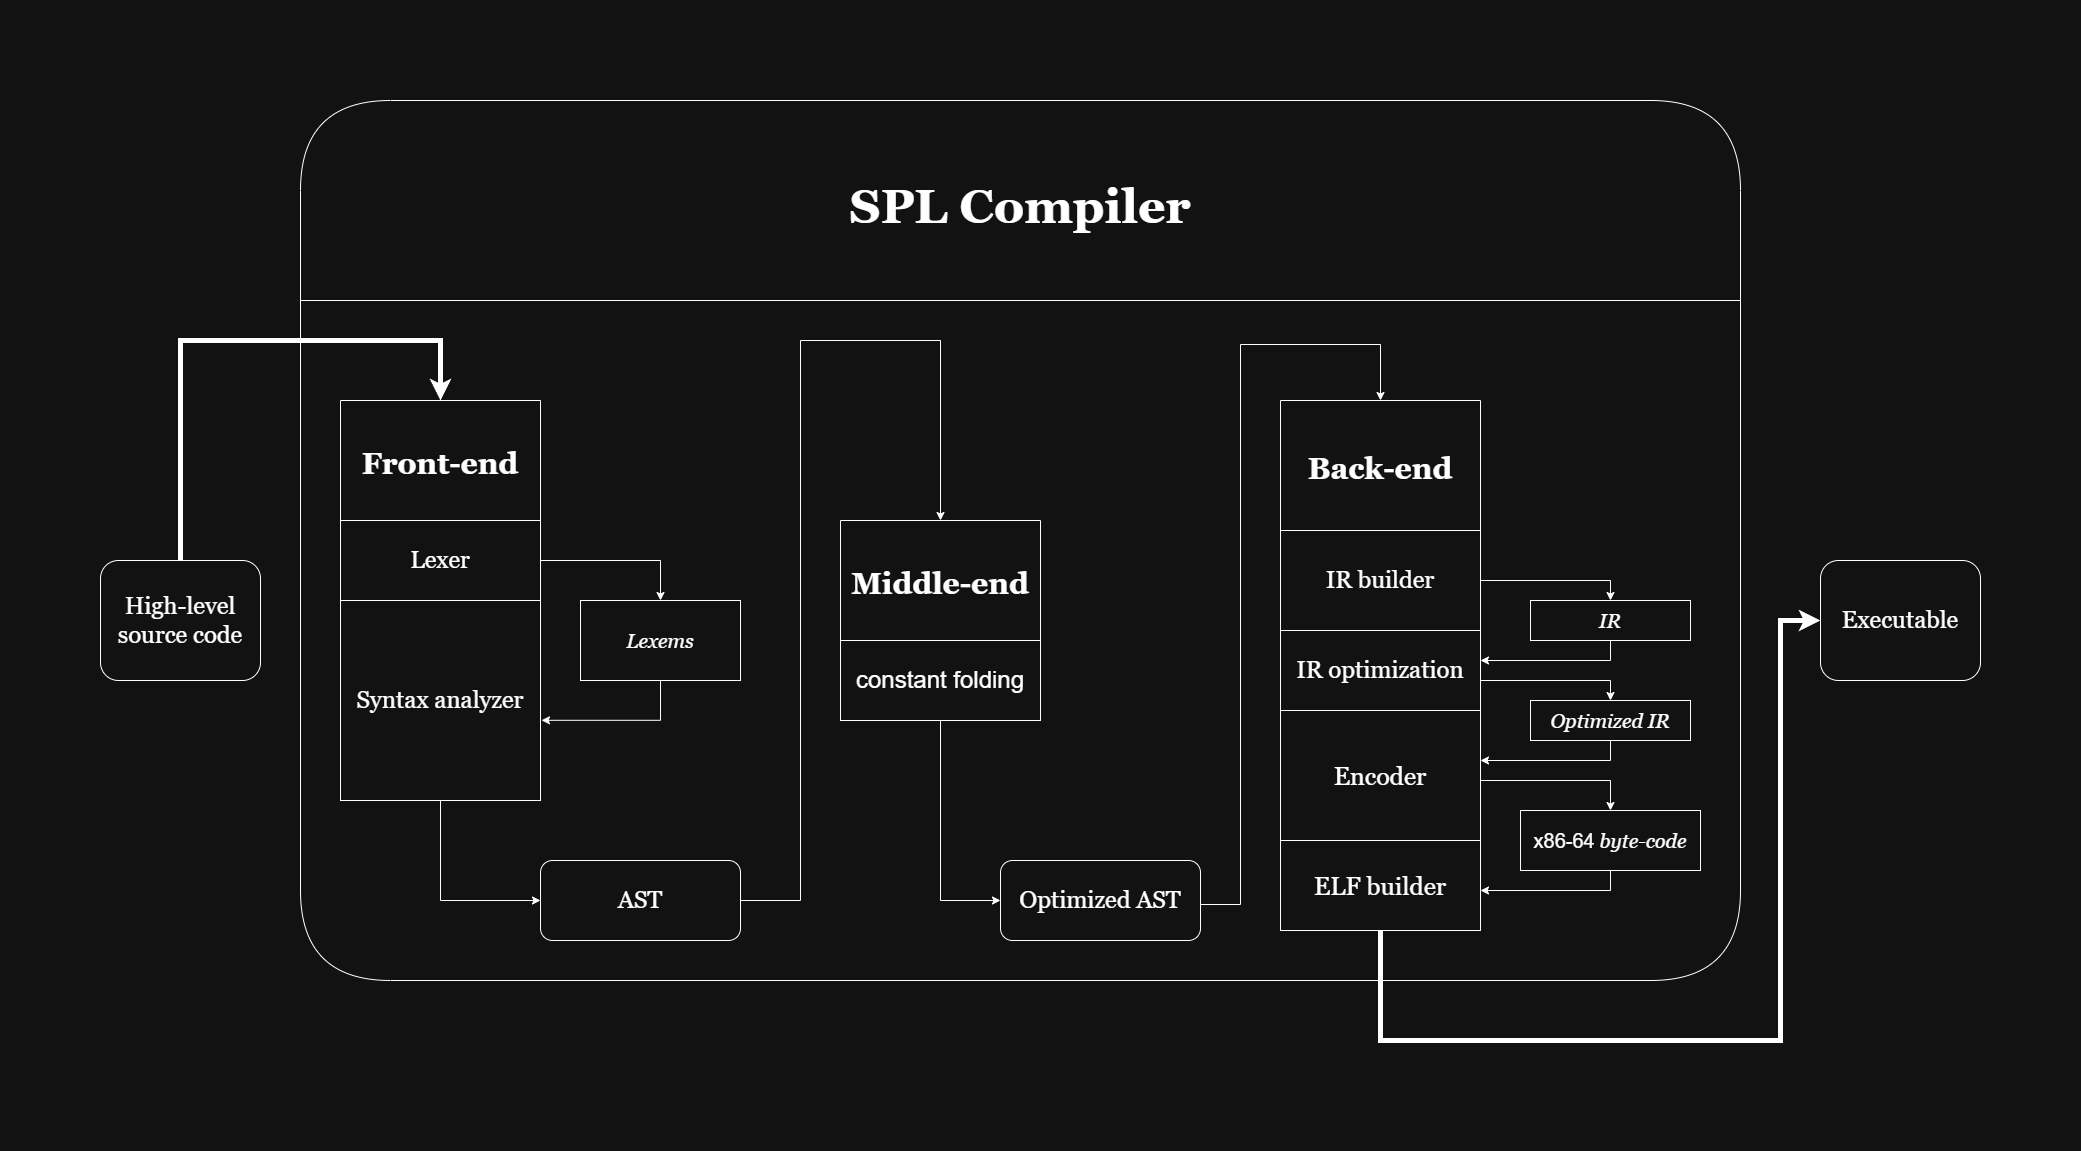 SPL Compiler
High-level
source code
Front-end
Lexer
Lexems
Syntax analyzer
AST
Middle-end
constant folding
Optimized AST
Back-end
IR builder
IR
IR optimization
Optimized IR
Encoder
x86-64 byte-code
ELF builder
Executable